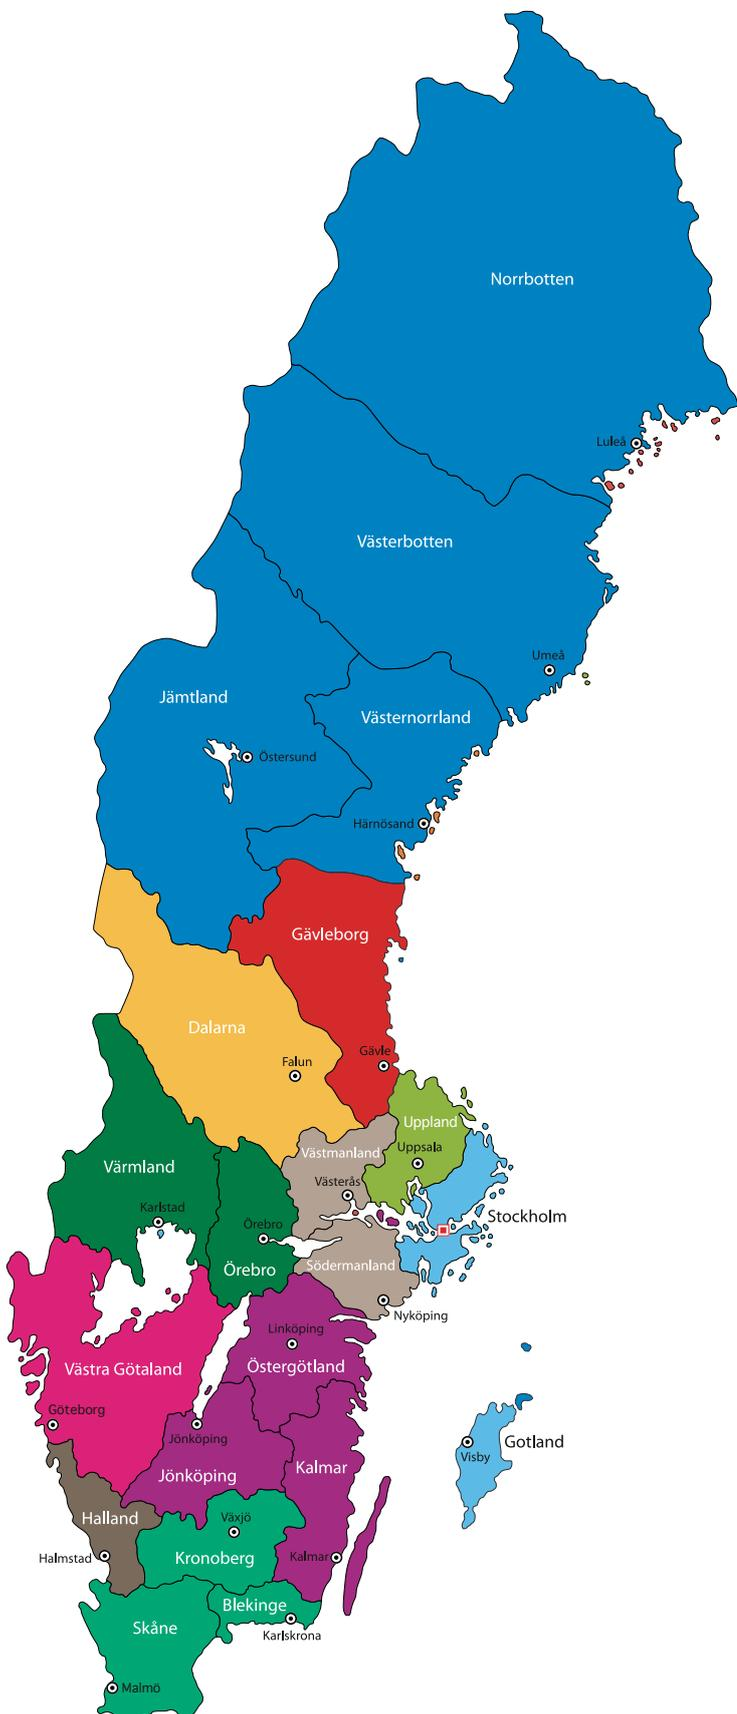 Norrbotten
Luleå
Västerbotten
Umeå
Jämtland
Västernorrland
Östersund
Härnösand
Gävleborg
Dalarna
Gävle
Falun
Uppland
Uppsala
Västmanland
Värmland
Västerås
Karlstad
Stockholm
Örebro
Örebro
Södermanland
Nyköping
Linköping
Östergötland
Västra Götaland
Göteborg
Jönköping
Gotland
Visby
Kalmar
Jönköping
Halland
Växjö
Halmstad
Kronoberg
Kalmar
Blekinge
Skåne
Karlskrona
Malmö